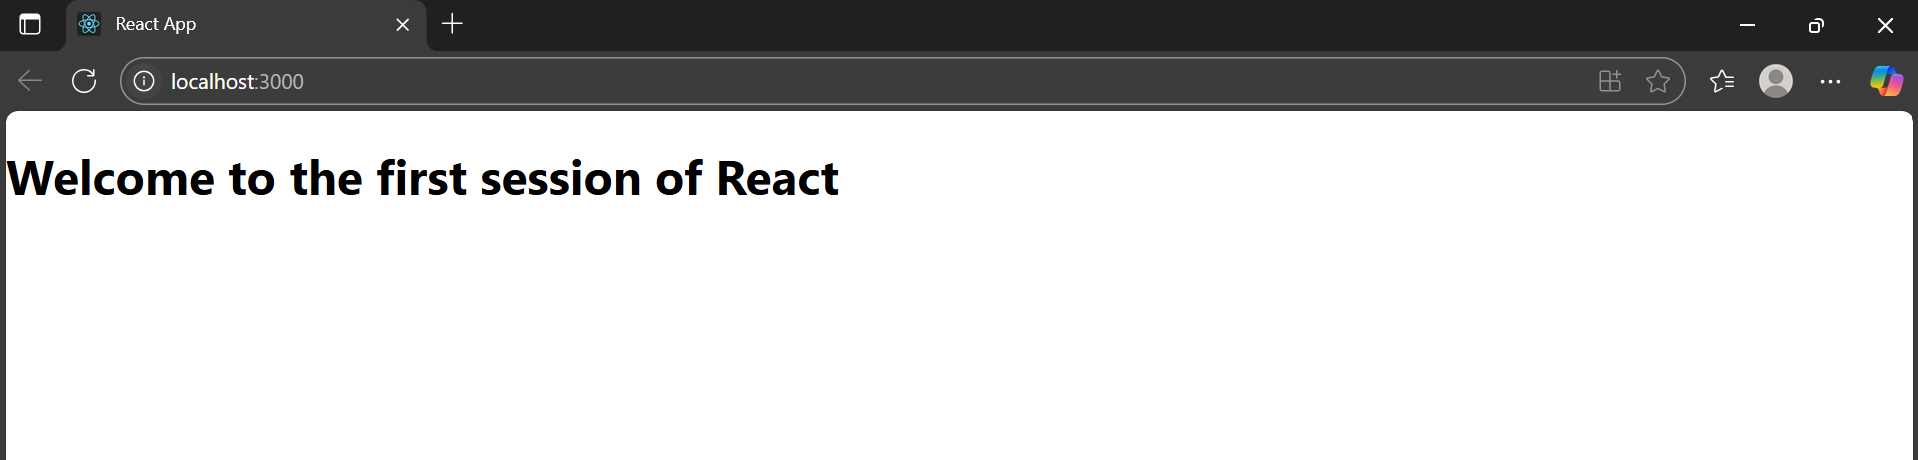 React App
localhost:3000
Welcome to the first session of React